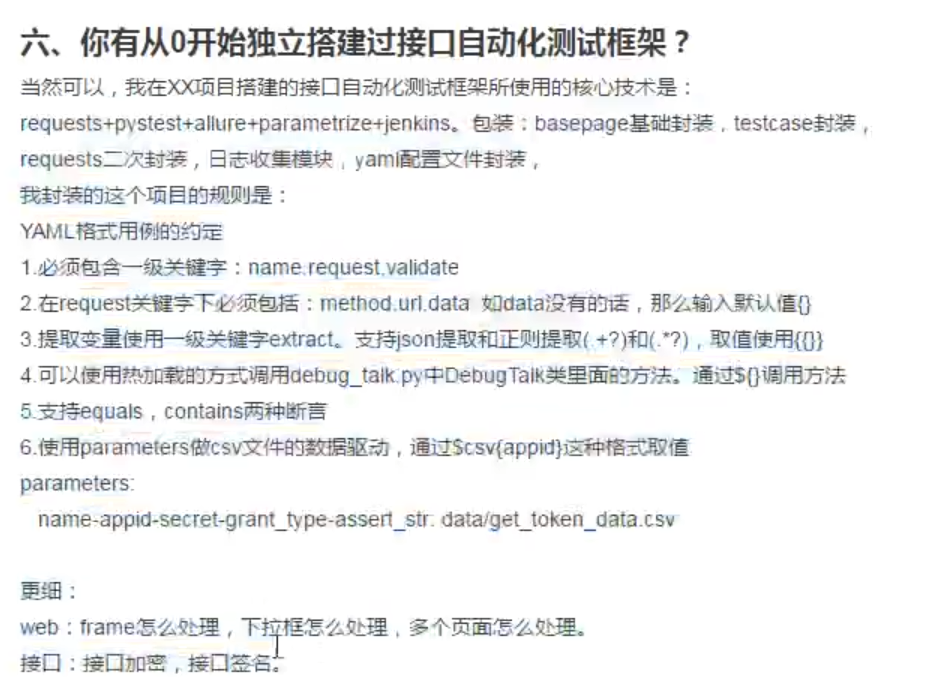 六、你有从0开始独立搭建过接口自动化测试框架？
当然可以，我在XX项目搭建的接口自动化测试框架所使用的核心技术是：
requests+pystest+allure+parametrize+jenkins。包装：basepage基础封装，testcase封装，
requests二次封装，日志收集模块，yaml配置文件封装，
我封装的这个项目的规则是：
YAML格式用例的约定
1.必须包含一级关键字：name,request,validate
2.在request关键字下必须包括：method,url,data 如data没有的话，那么输入默认值{}
3.提取变量使用一级关键字extract。支持json提取和正则提取(.+?)和(.*?)，取值使用{{}}
4.可以使用热加载的方式调用debug_talk.py中DebugTalk类里面的方法。通过${}调用方法
5.支持equals，contains两种断言
6.使用parameters做csv文件的数据驱动，通过$csv{appid}这种格式取值
parameters:
name-appid-secret-grant_type-assert_str: data/get_token_data.csv
更细：
web：frame怎么处理，下拉框怎么处理，多个页面怎么处理。
接口：接口加密，接口签名。